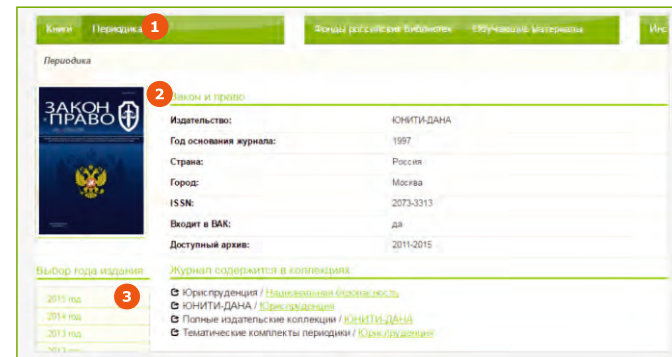 Книги Периодика 1 Фонды российских библиотек Обучающие материалы Инс
Периодика
ЗАКОН
ПРАВО
2 Закон и право
Издательство: ЮНИТИ-ДАНА
Год основания журнала: 1997
Страна: Россия
Город: Москва
ISSN: 2073-3313
Входит в ВАК: да
Доступный архив: 2011-2015
Выбор года издания
Журнал содержится в коллекциях
3
2015 год
2014 год
2013 год
Юриспруденция / Национальная безопасность
ЮНИТИ-ДАНА / Юриспруденция
Полные издательские коллекции / ЮНИТИ-ДАНА
Тематические комплекты периодики / Юриспруденция